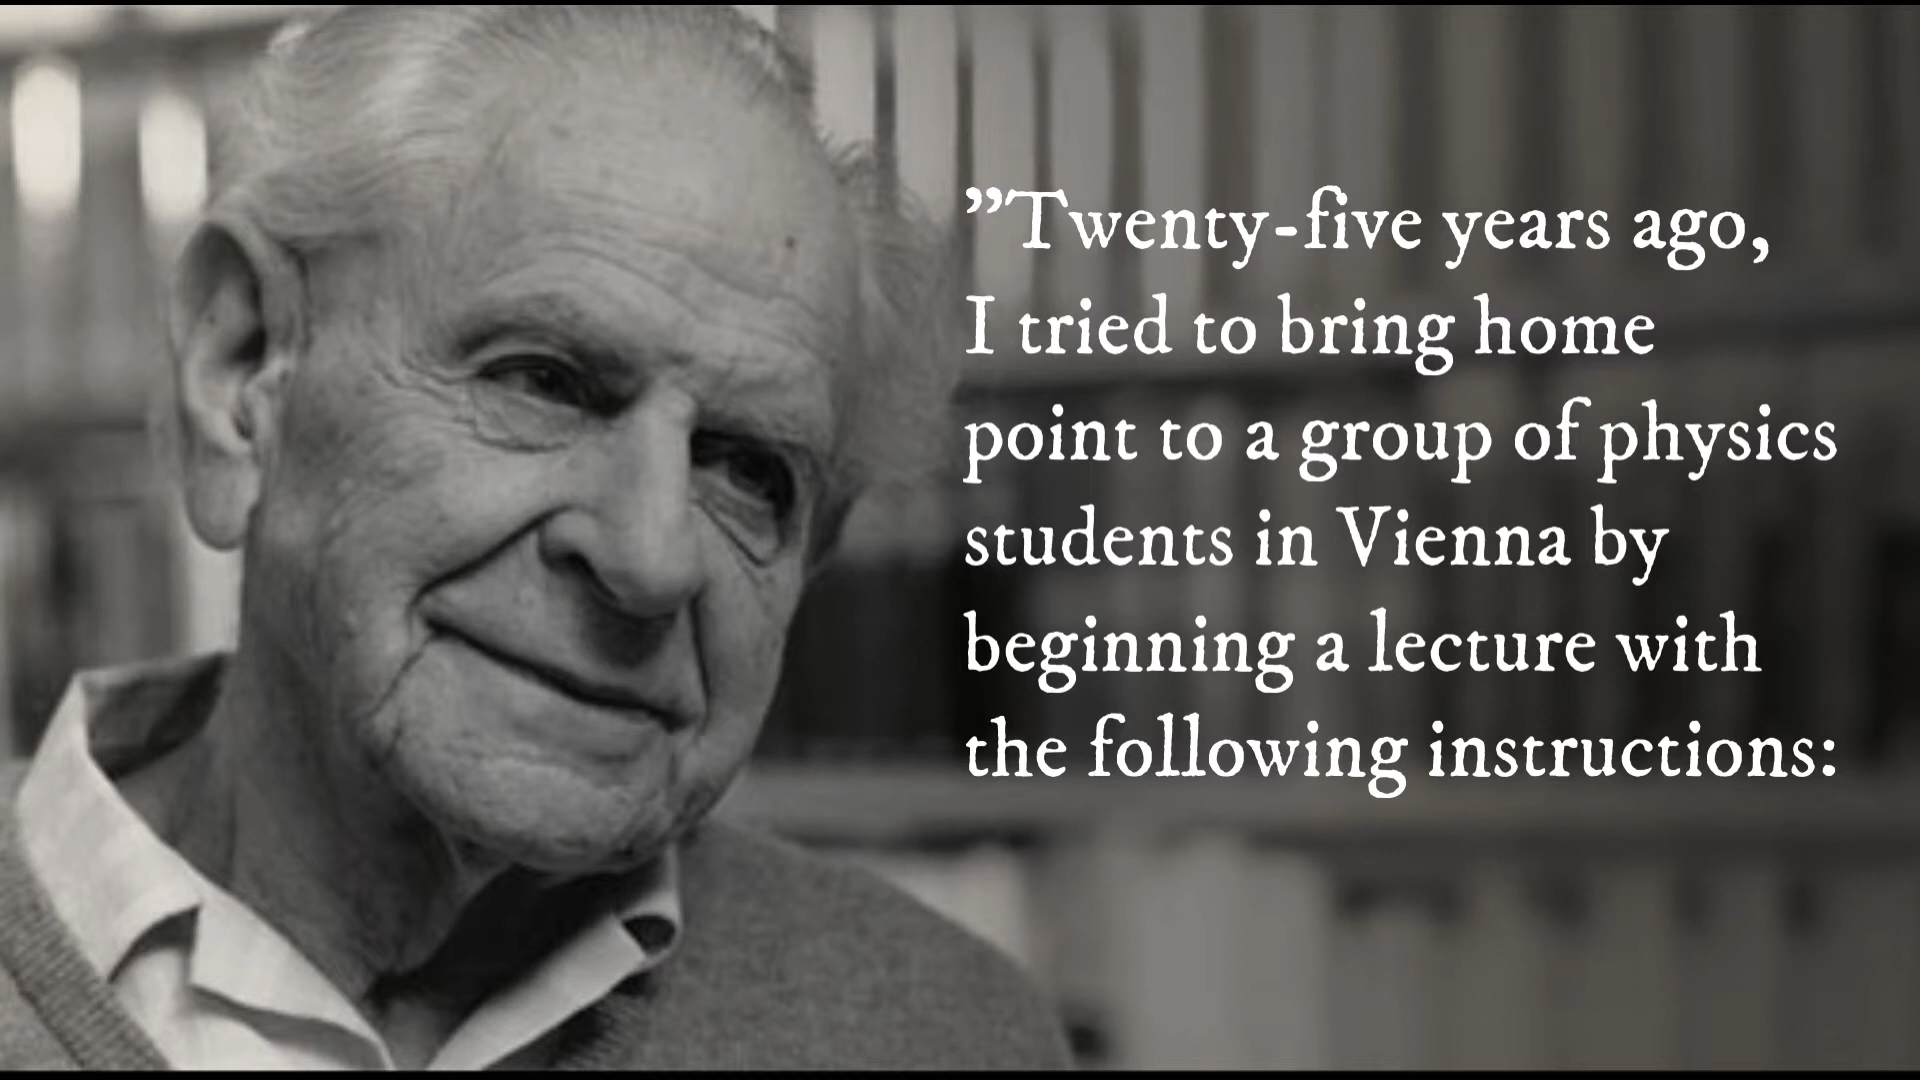 ”Twenty-five years ago,
I tried to bring home
point to a group of physics
students in Vienna by
beginning a lecture with
the following instructions: